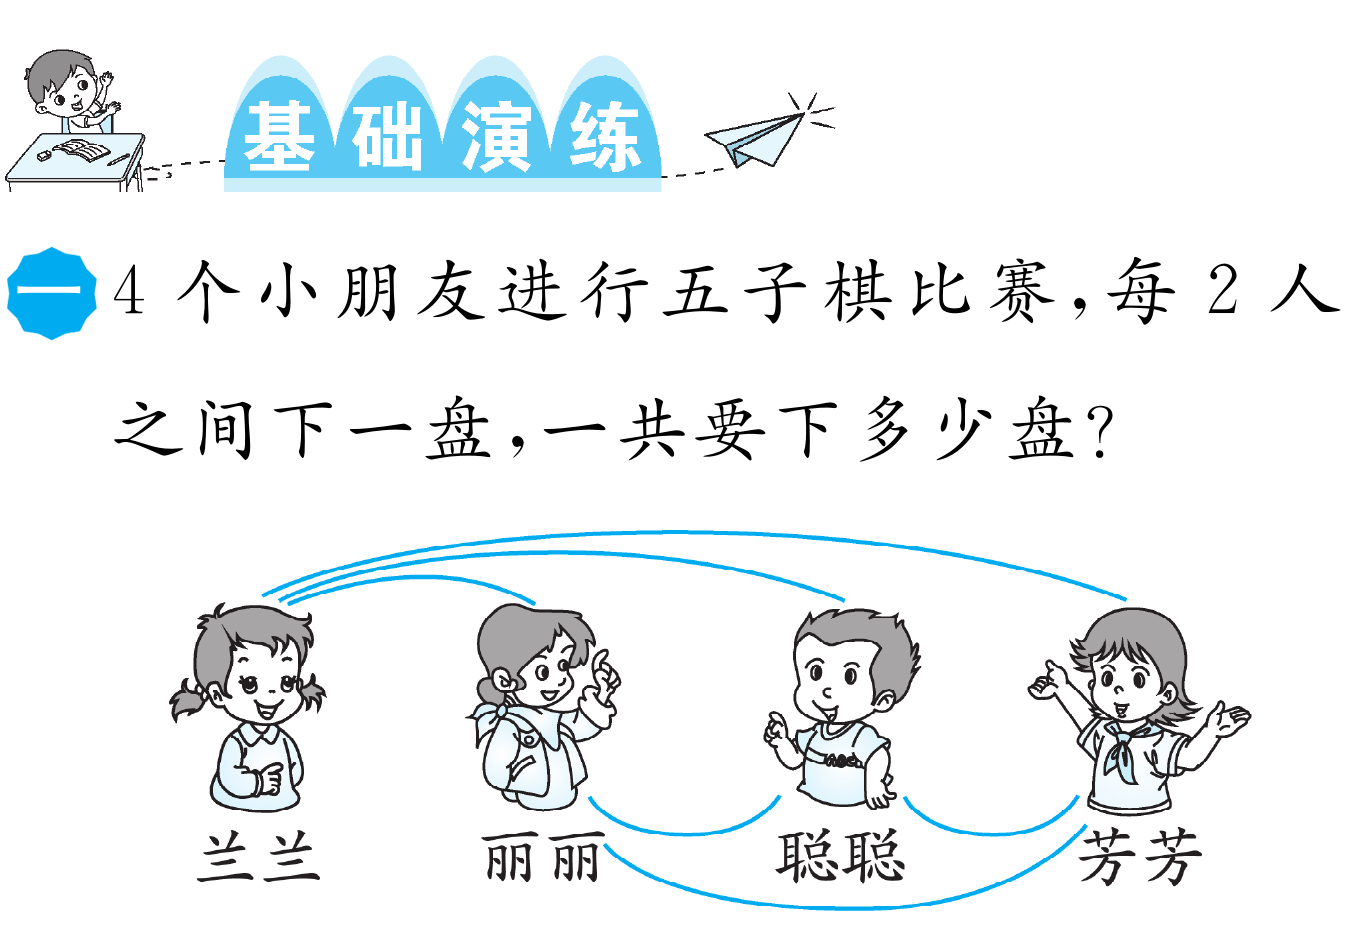 基础演练
一 4个小朋友进行五子棋比赛,每2人
之间下一盘,一共要下多少盘?
ABC
兰兰 丽丽 聪聪 芳芳